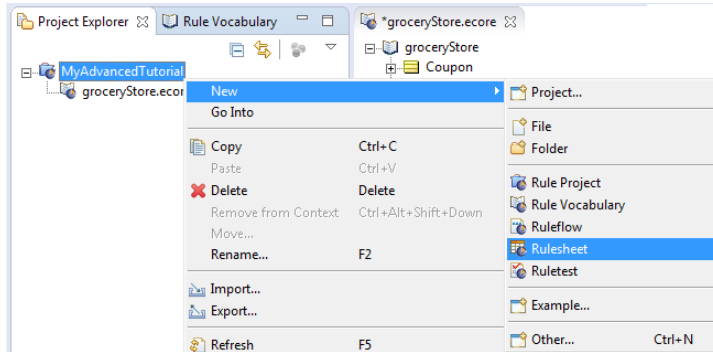 Project Explorer
Rule Vocabulary
*groceryStore.ecore
groceryStore
Coupon
MyAdvancedTutorial
groceryStore.ecor
New
Go Into
Copy Ctrl+C
Paste Ctrl+V
Delete Delete
Remove from Context Ctrl+Alt+Shift+Down
Move...
Rename... F2
Import...
Export...
Refresh F5
Project...
File
Folder
Rule Project
Rule Vocabulary
Ruleflow
Rulesheet
Ruletest
Example...
Other... Ctrl+N